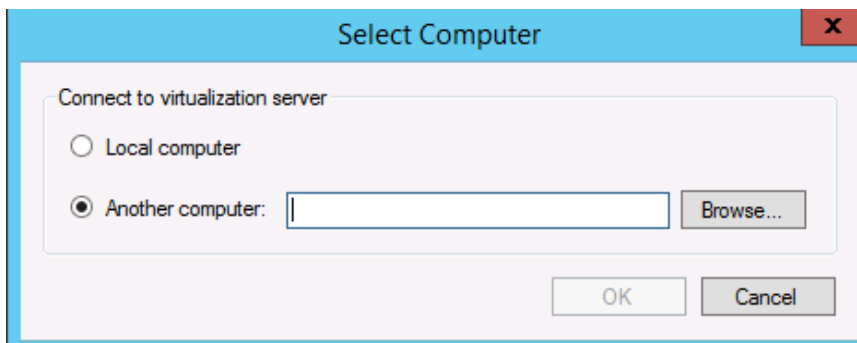 Select Computer
x
Connect to virtualization server
Local computer
Another computer:
Browse...
OK
Cancel